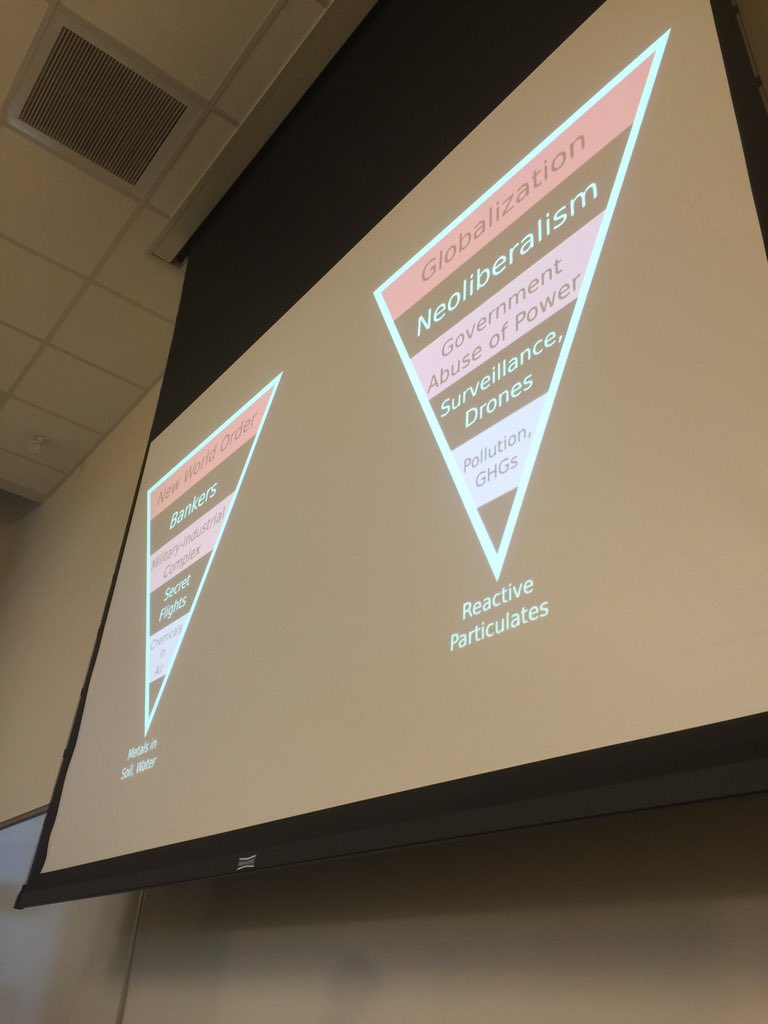 New World Order
Bankers
Military-Industrial
Complex
Secret
Flights
Chemicals
in
Air
Metals in
Soil, Water
Globalization
Neoliberalism
Government
Abuse of Power
Surveillance,
Drones
Pollution,
GHGs
Reactive
Particulates